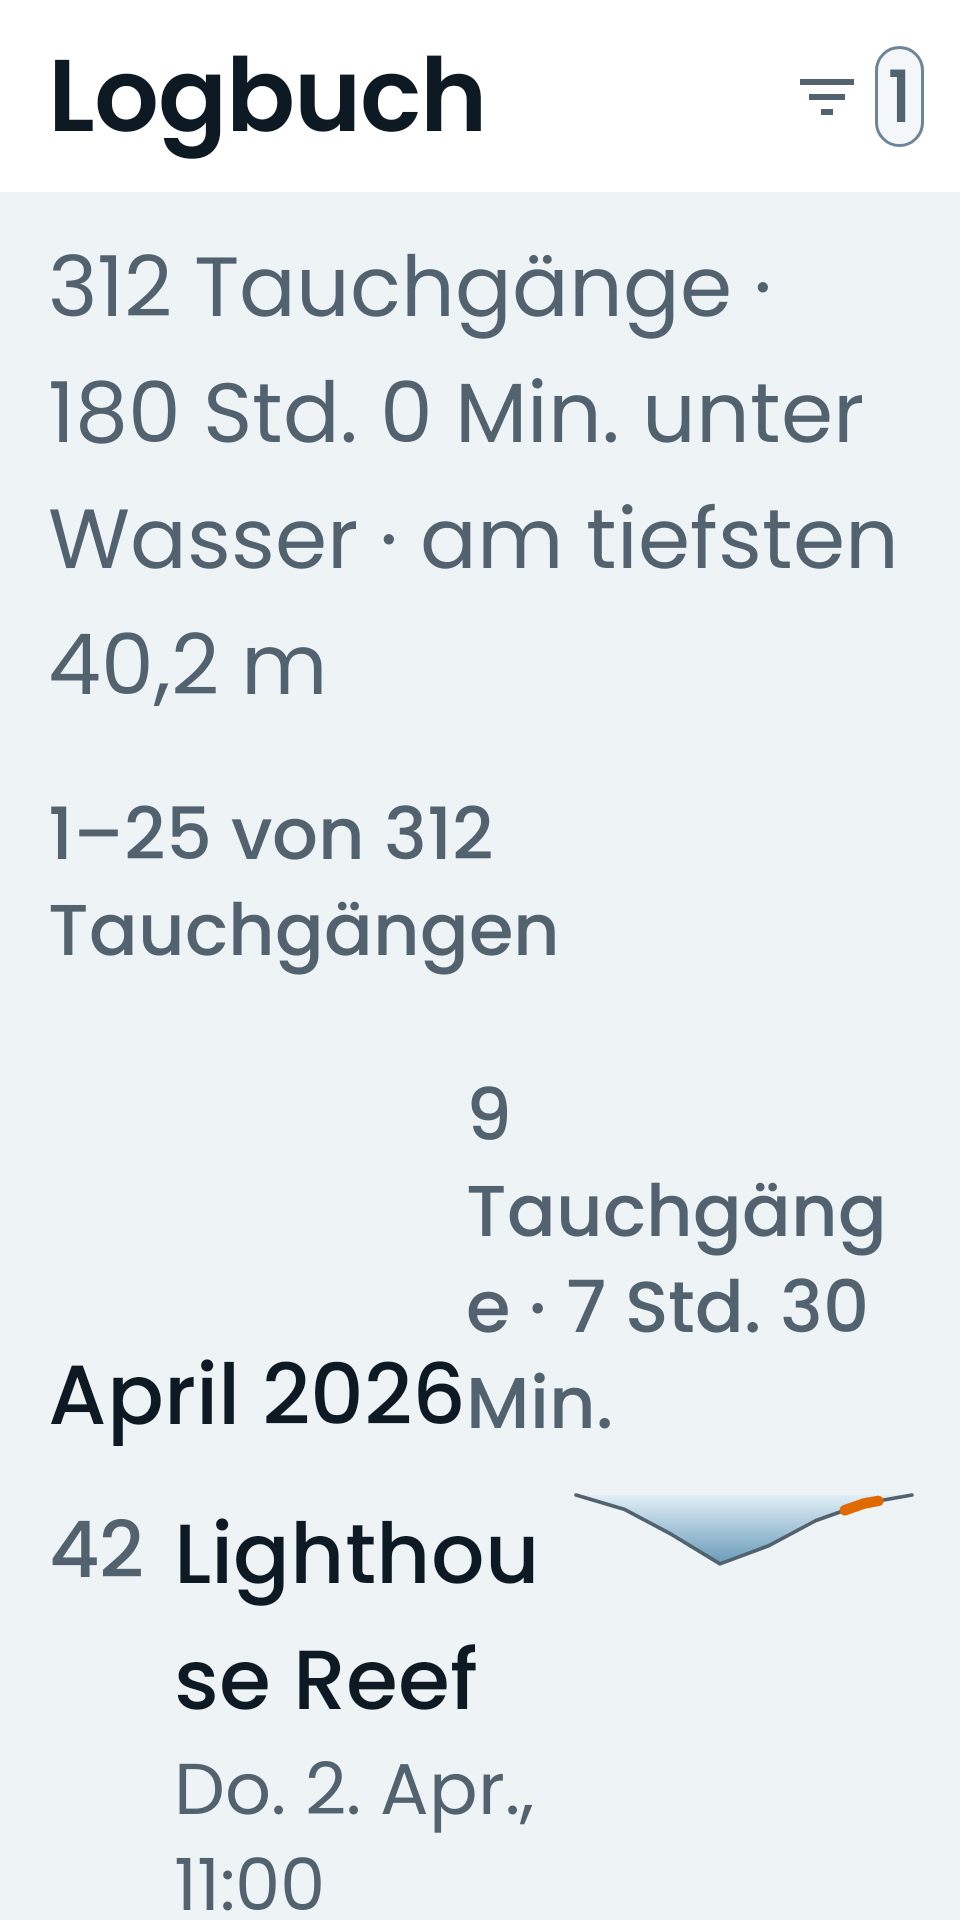 Logbuch
1
312 Tauchgänge ·
180 Std. 0 Min. unter
Wasser · am tiefsten
40,2 m
1–25 von 312
Tauchgängen
April 2026
9
Tauchgäng
e · 7 Std. 30
Min.
42
Lighthou
se Reef
Do. 2. Apr.,
11:00